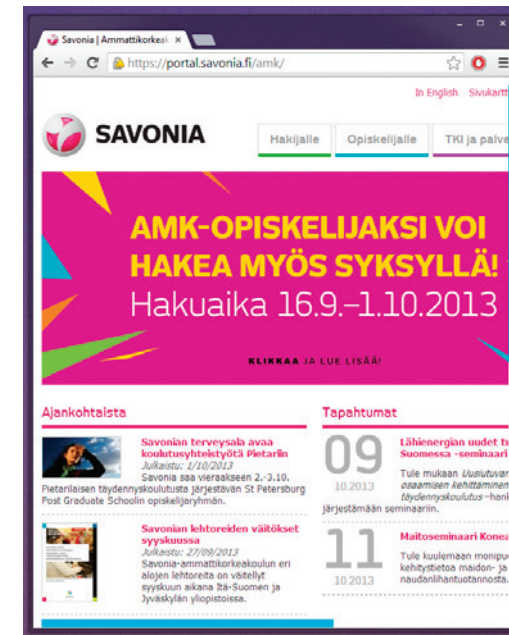 Savonia | Ammattikorkeak
https://portal.savonia.fi/amk/
In English Sivukartt
SAVONIA
Hakijalle
Opiskelijalle
TKI ja palve
AMK-OPISKELIJAKSI VOI
HAKEA MYÖS SYKSYLLÄ!
Hakuaika 16.9.–1.10.2013
KLIKKAA JA LUE LISÄÄ!
Ajankohtaista
Savonian terveysala avaa
koulutusyhteistyötä Pietariin
Julkaistu: 1/10/2013
Savonia saa vieraakseen 2.-3.10.
Pietarilaisen täydennyskoulutusta järjestävän St Petersburg
Post Graduate Schoolin opiskelijaryhmän.
Savonian lehtoreiden väitökset
syyskuussa
Julkaistu: 27/09/2013
Savonia-ammattikorkeakoulun eri
alojen lehtoreita on väitellyt
syyskuun aikana Itä-Suomen ja
Jyväskylän yliopistoissa.
Tapahtumat
09
10.2013
Lähienergian uudet tu
Suomessa -seminaari
Tule mukaan Uusiutuvan
osaamisen kehittäminen
täydennyskoulutus -hank
järjestämään seminaariin.
11
10.2013
Maitoseminaari Konea
Tule kuulemaan monipuo
kehitystietoa maidon- ja
naudanlihantuotannosta.